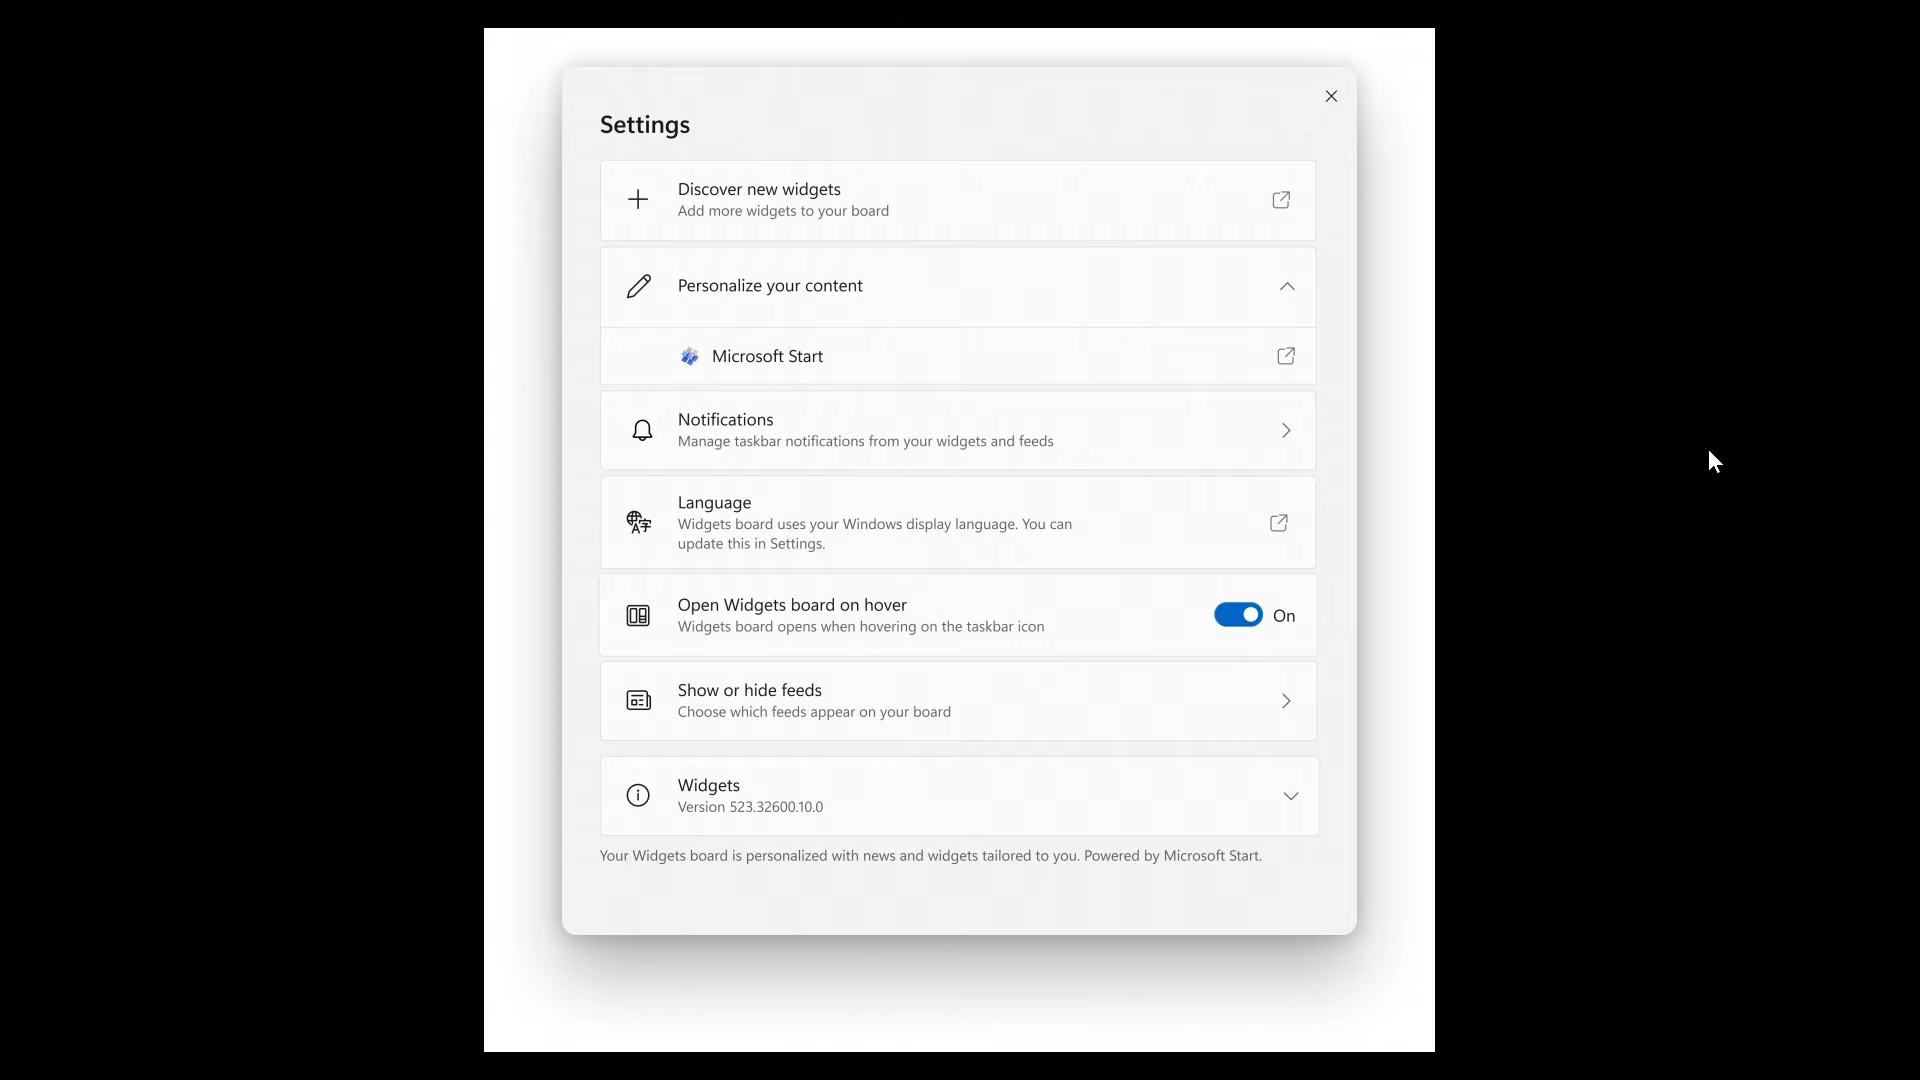 Settings
Discover new widgets
Add more widgets to your board
Personalize your content
Microsoft Start
Notifications
Manage taskbar notifications from your widgets and feeds
Language
Widgets board uses your Windows display language. You can
update this in Settings.
Open Widgets board on hover
Widgets board opens when hovering on the taskbar icon
On
Show or hide feeds
Choose which feeds appear on your board
Widgets
Version 523.32600.10.0
Your Widgets board is personalized with news and widgets tailored to you. Powered by Microsoft Start.